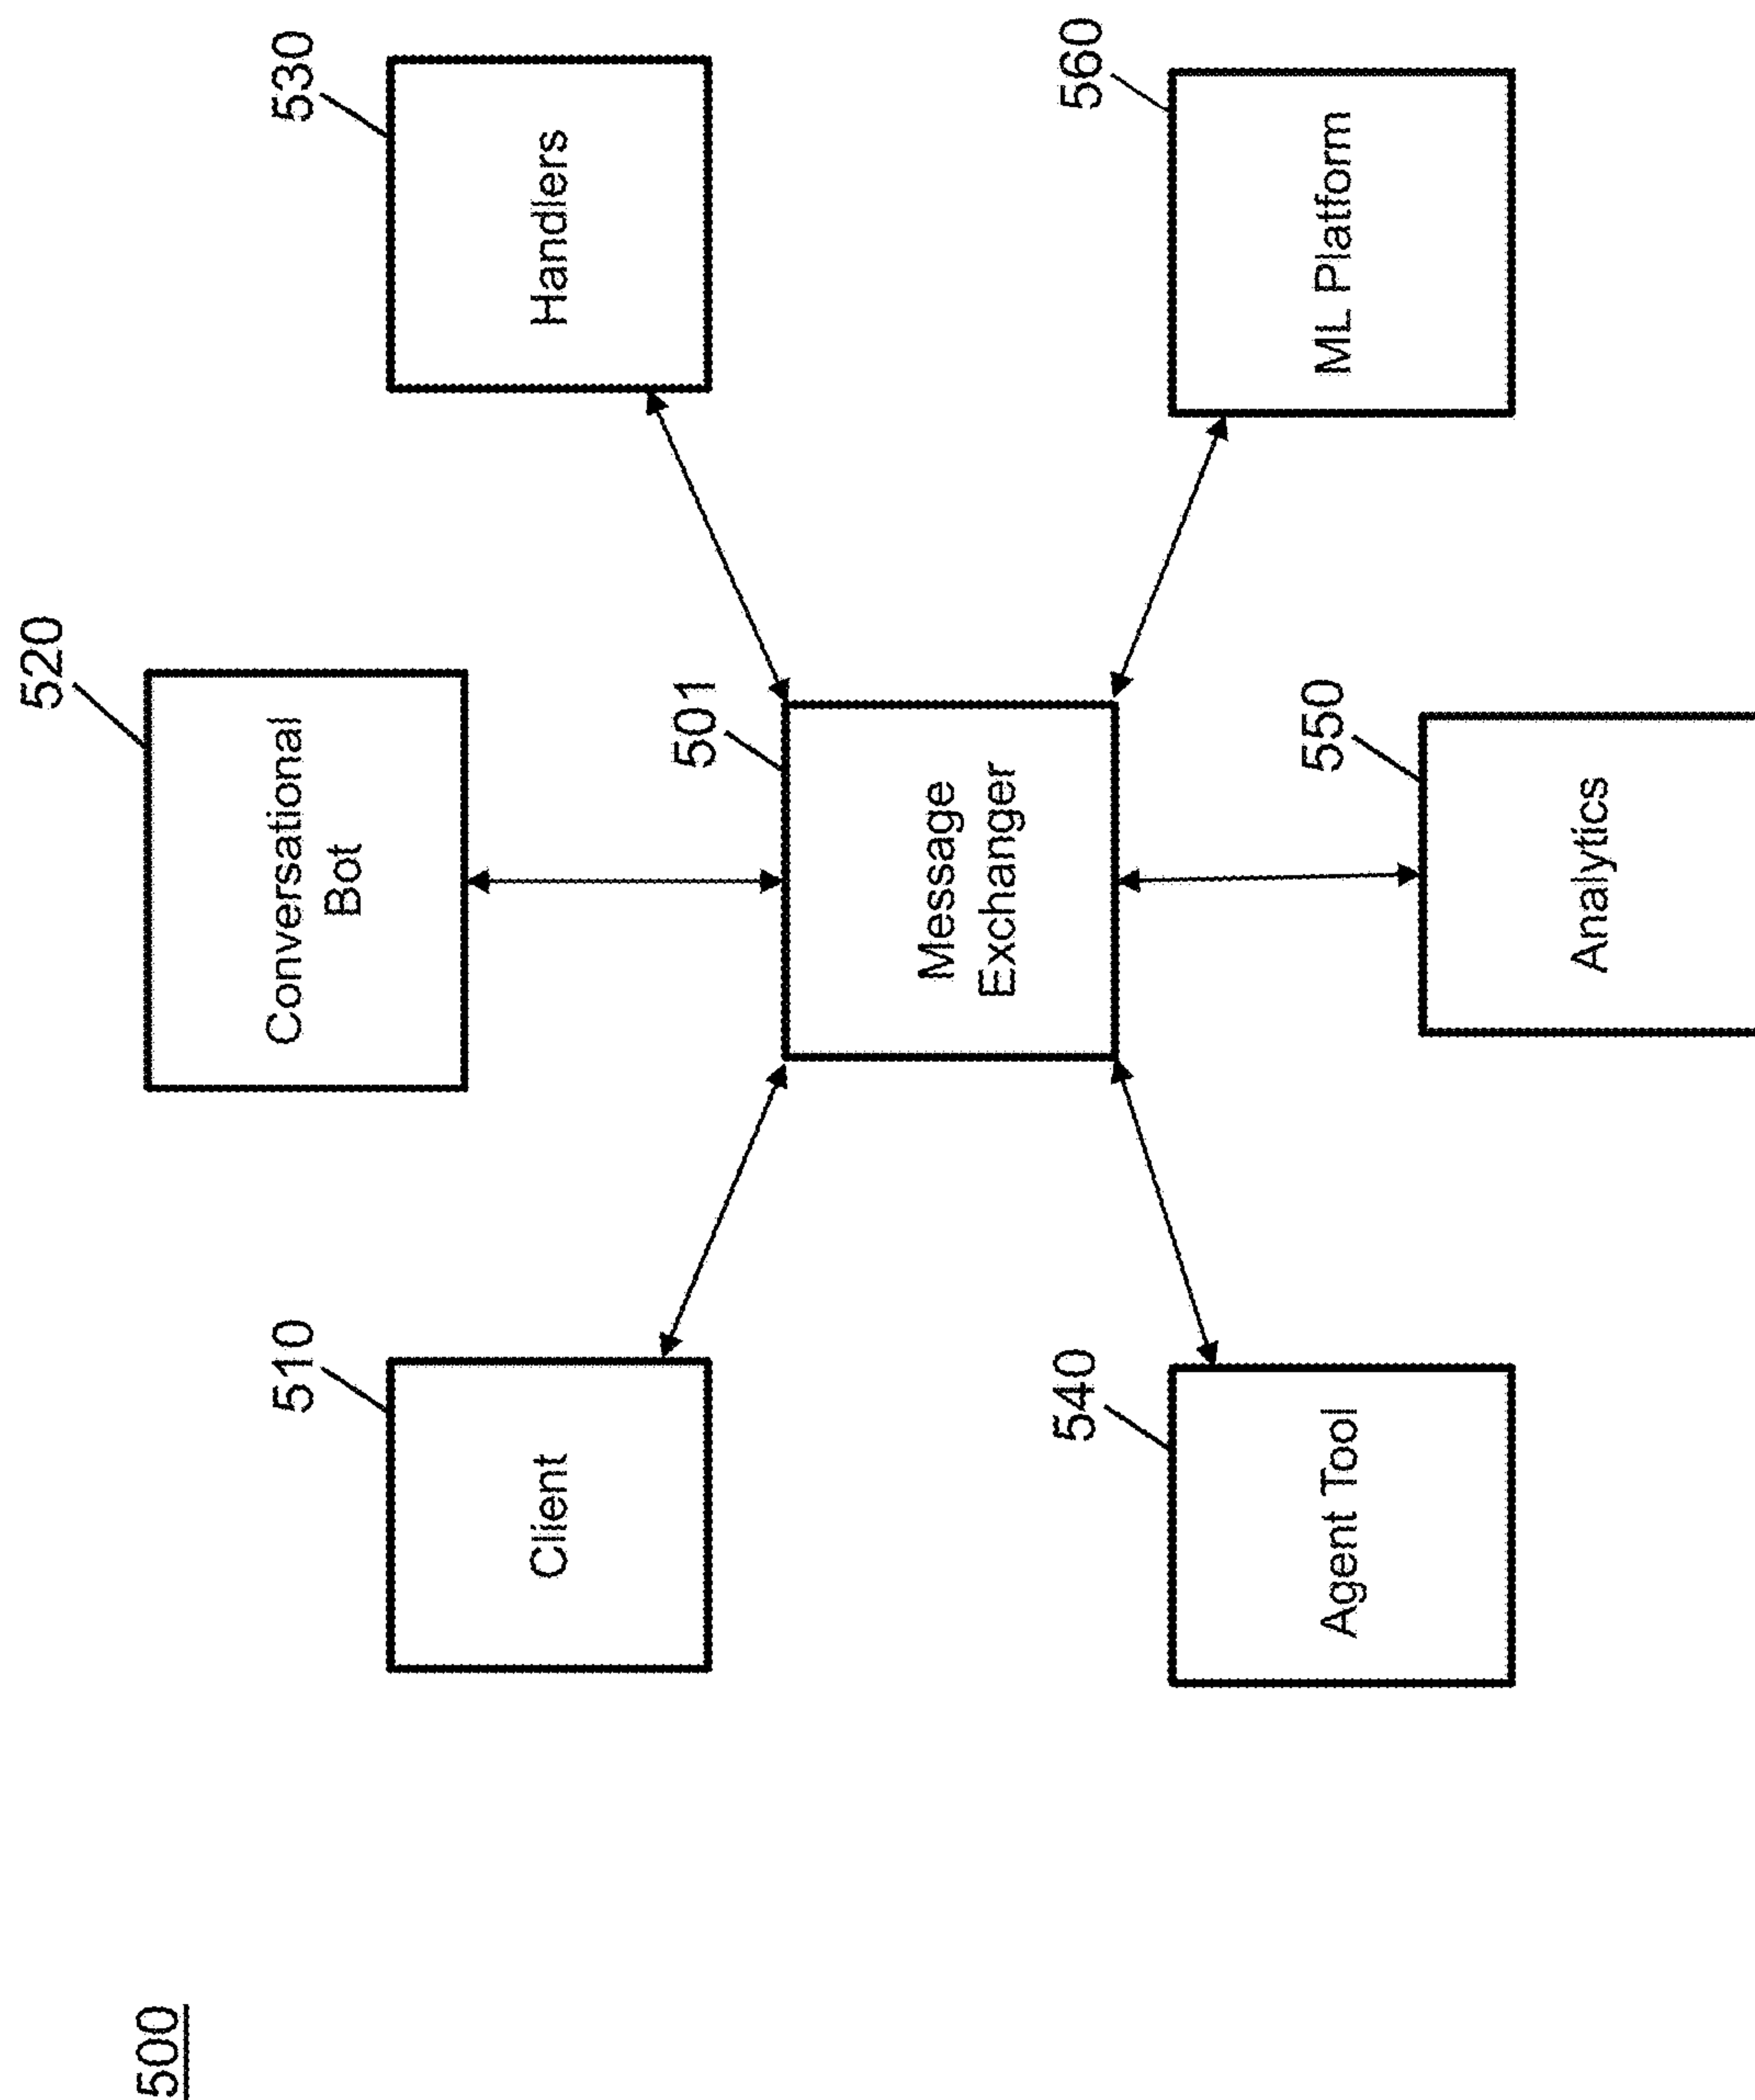 500
520
Conversational
Bot
510
Client
530
Handlers
501
Message
Exchanger
540
Agent Tool
560
ML Platform
550
Analytics